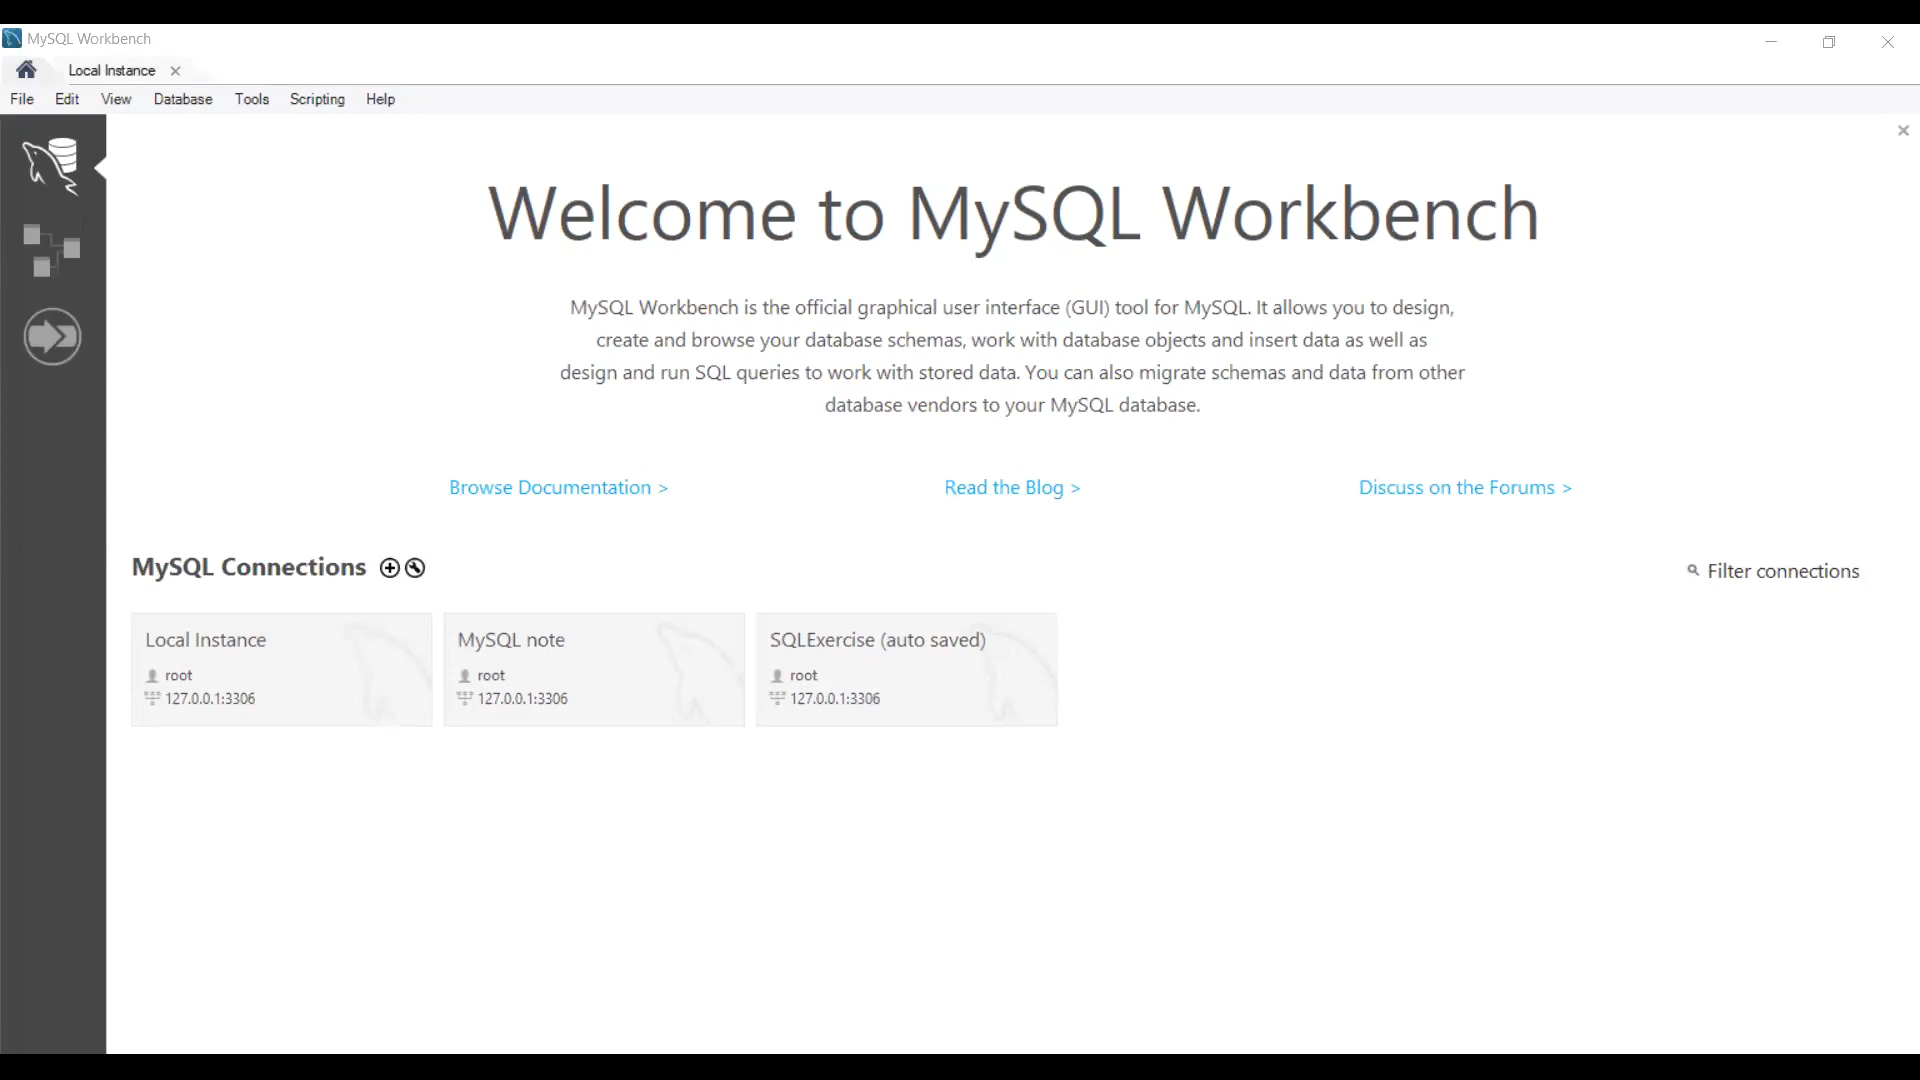 MySQL Workbench
Local Instance
File Edit View Database Tools Scripting Help
Welcome to MySQL Workbench
MySQL Workbench is the official graphical user interface (GUI) tool for MySQL. It allows you to design,
create and browse your database schemas, work with database objects and insert data as well as
design and run SQL queries to work with stored data. You can also migrate schemas and data from other
database vendors to your MySQL database.
Browse Documentation > Read the Blog > Discuss on the Forums >
MySQL Connections Filter connections
Local Instance MySQL note SQLExercise (auto saved)
root root root
127.0.0.1:3306 127.0.0.1:3306 127.0.0.1:3306